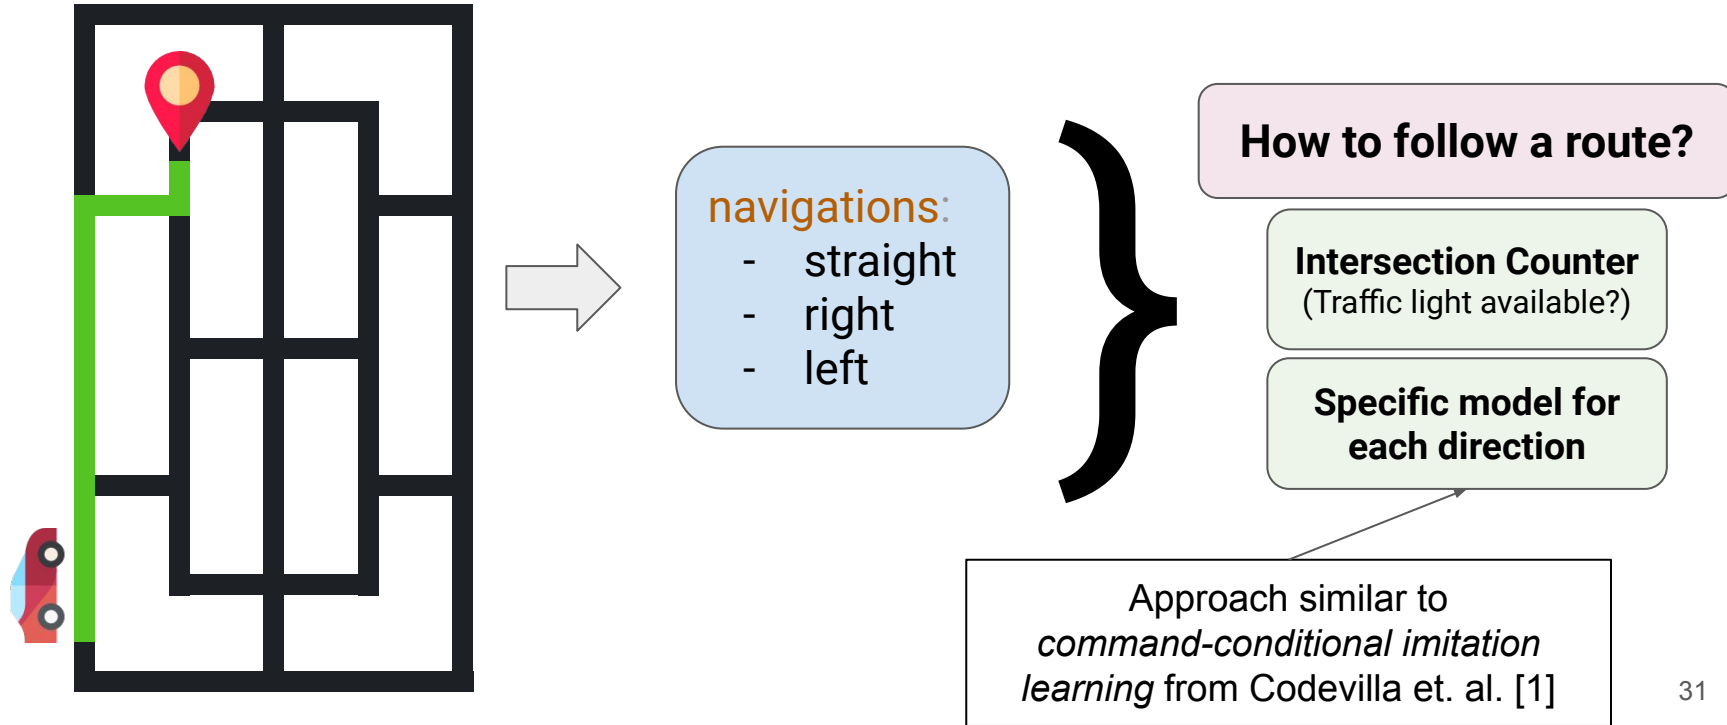 navigations:
- straight
- right
- left
How to follow a route?
Intersection Counter
(Traffic light available?)
Specific model for
each direction
Approach similar to
command-conditional imitation
learning from Codevilla et. al. [1]
31